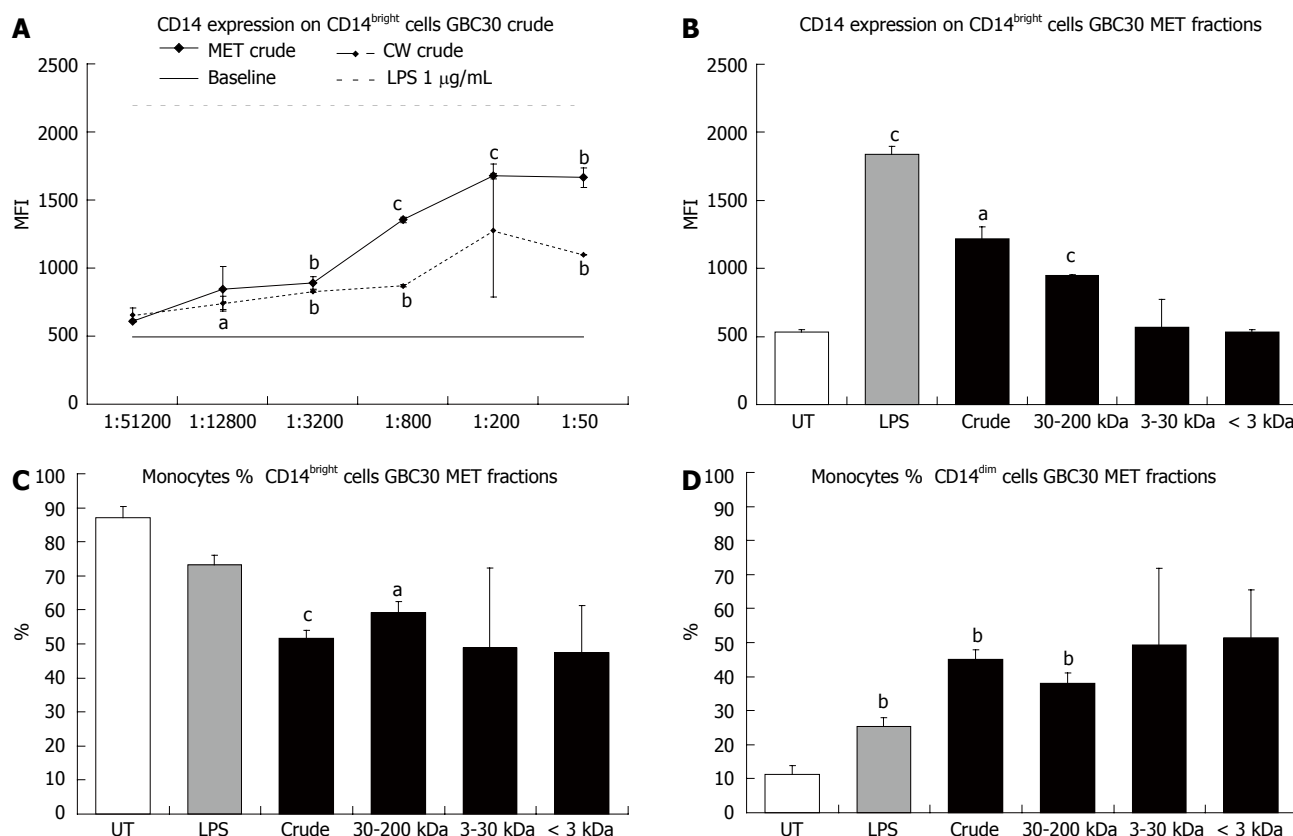 A
CD14 expression on CD14bright cells GBC30 crude
MET crude
CW crude
Baseline
LPS 1 μg/mL
2500
2000
1500
1000
500
0
MFI
c
b
c
b
a
b
b
b
1:51200 1:12800 1:3200 1:800 1:200 1:50
B
CD14 expression on CD14bright cells GBC30 MET fractions
2500
2000
1500
1000
500
0
MFI
c
a
c
UT LPS Crude 30-200 kDa 3-30 kDa < 3 kDa
C
Monocytes % CD14bright cells GBC30 MET fractions
100
90
80
70
60
50
40
30
20
10
0
%
c
a
UT LPS Crude 30-200 kDa 3-30 kDa < 3 kDa
D
Monocytes % CD14dim cells GBC30 MET fractions
100
90
80
70
60
50
40
30
20
10
0
%
b
b
b
UT LPS Crude 30-200 kDa 3-30 kDa < 3 kDa